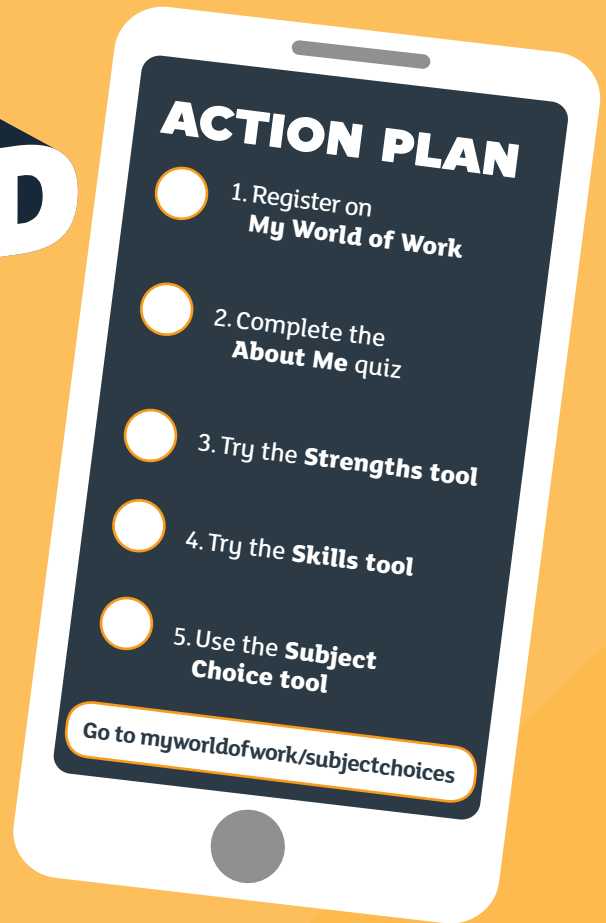 D
ACTION PLAN
1. Register on
My World of Work
2. Complete the
About Me quiz
3. Try the Strengths tool
4. Try the Skills tool
5. Use the Subject
Choice tool
Go to myworldofwork/subjectchoices